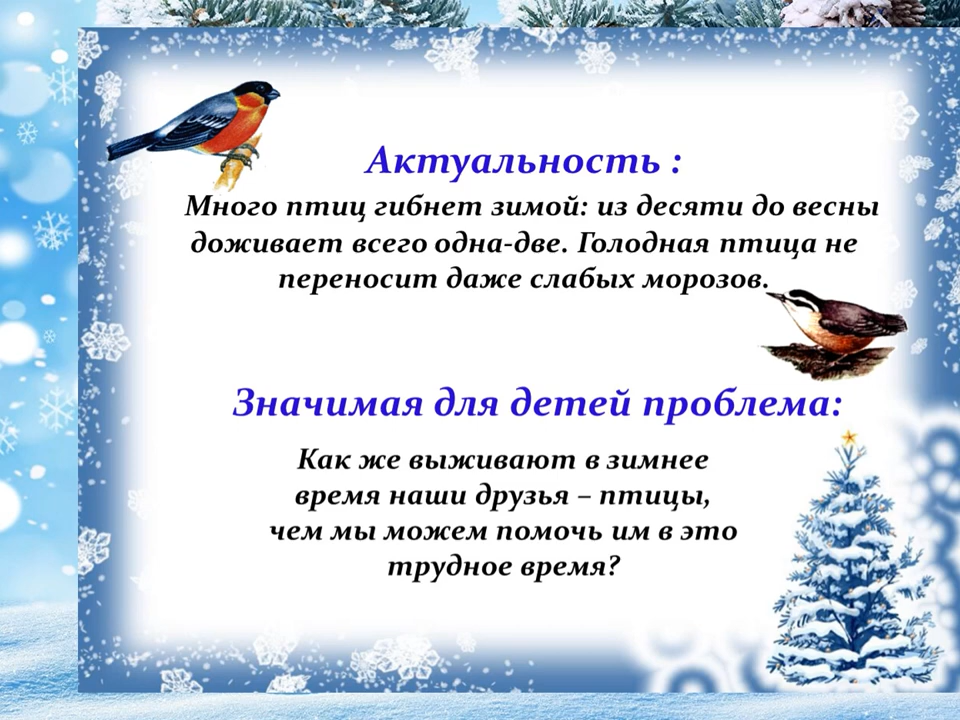 Актуальность :
Много птиц гибнет зимой: из десяти до весны
доживает всего одна-две. Голодная птица не
переносит даже слабых морозов.
Значимая для детей проблема:
Как же выживают в зимнее
время наши друзья – птицы,
чем мы можем помочь им в это
трудное время?